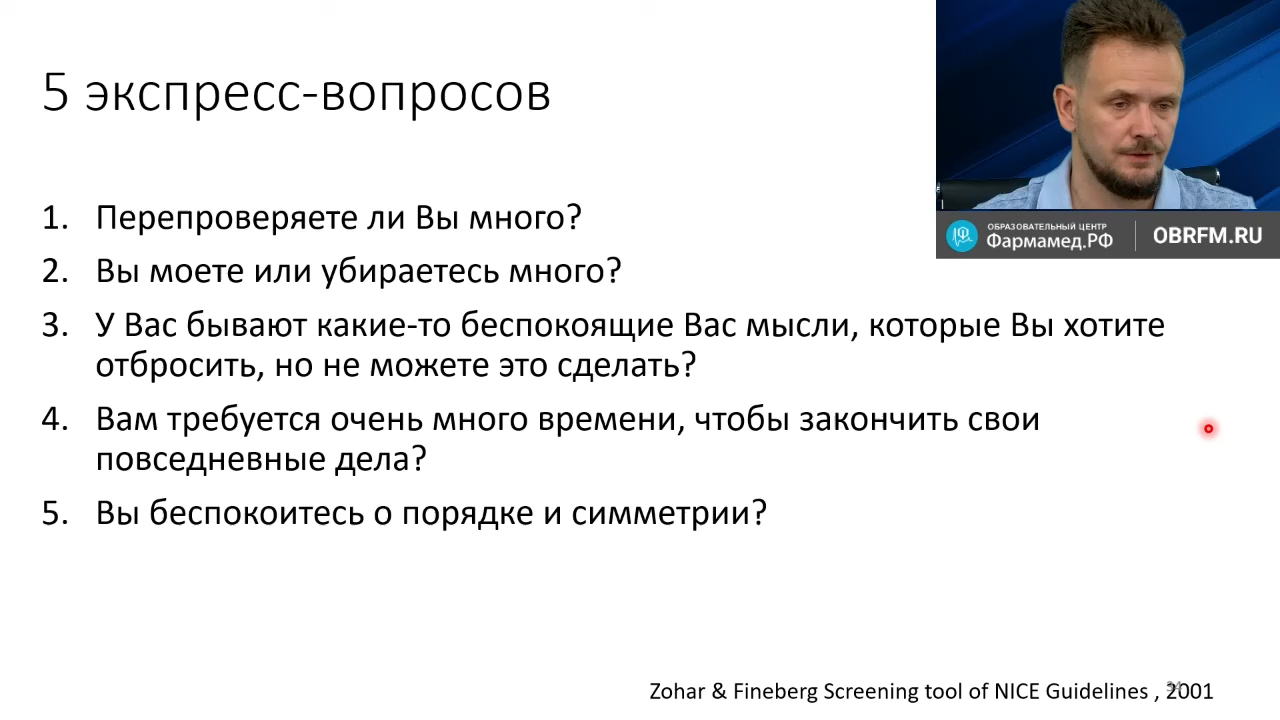 5 экспресс-вопросов
ОБРАЗОВАТЕЛЬНЫЙ ЦЕНТР
Фармамед.РФ
OBRFM.RU
1. Перепроверяете ли Вы много?
2. Вы моете или убираетесь много?
3. У Вас бывают какие-то беспокоящие Вас мысли, которые Вы хотите
отбросить, но не можете это сделать?
4. Вам требуется очень много времени, чтобы закончить свои
повседневные дела?
5. Вы беспокоитесь о порядке и симметрии?
Zohar & Fineberg Screening tool of NICE Guidelines , 2001